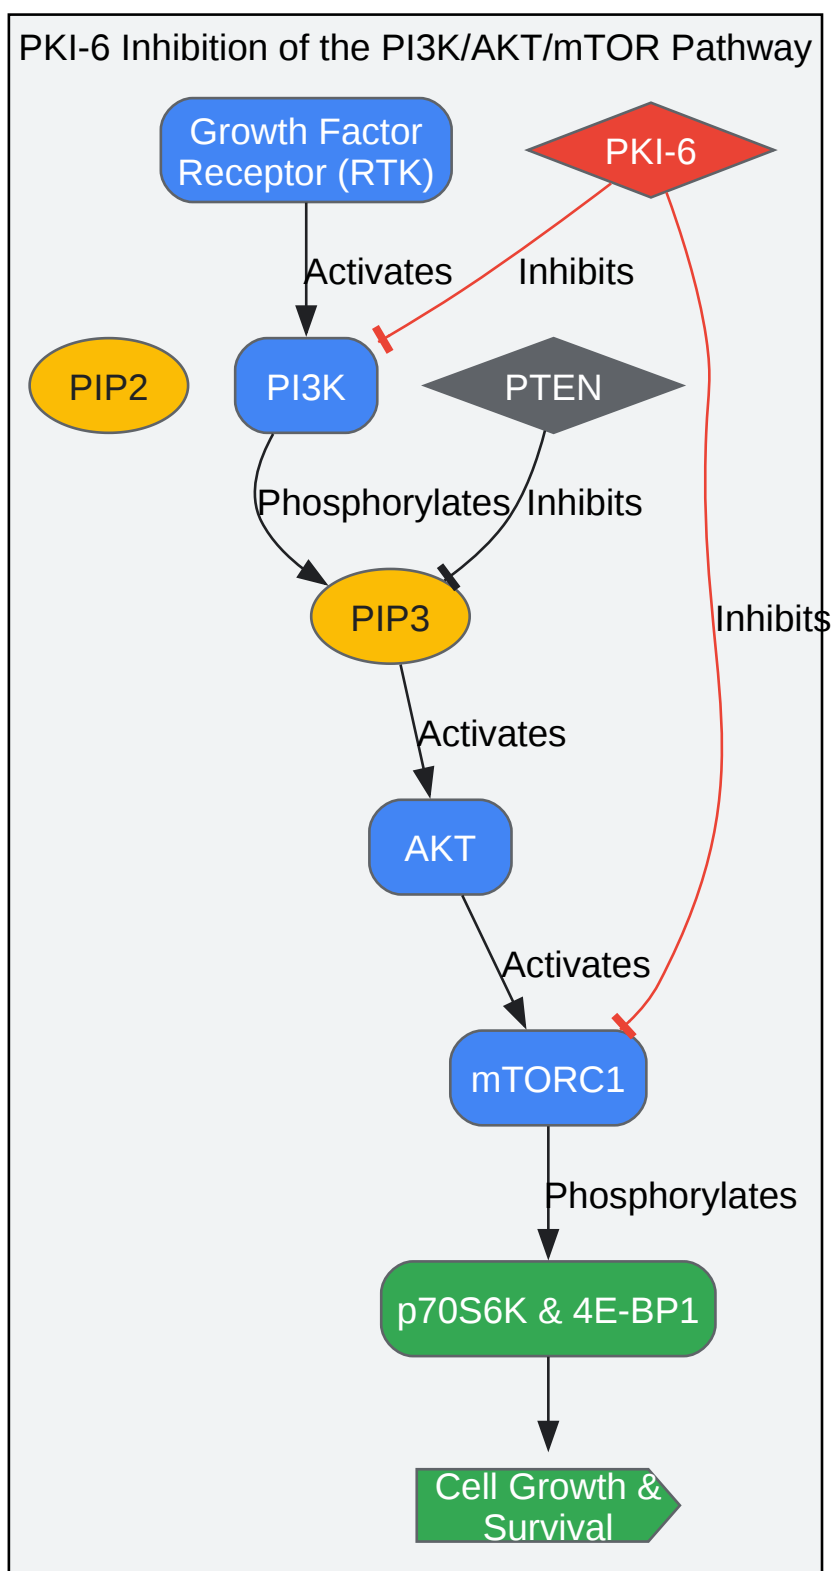 PKI-6 Inhibition of the PI3K/AKT/mTOR Pathway
Growth Factor
Receptor (RTK)
PKI-6
Activates
Inhibits
PIP2
PI3K
PTEN
Phosphorylates
Inhibits
PIP3
Inhibits
Activates
AKT
Activates
mTORC1
Phosphorylates
p70S6K & 4E-BP1
Cell Growth &
Survival